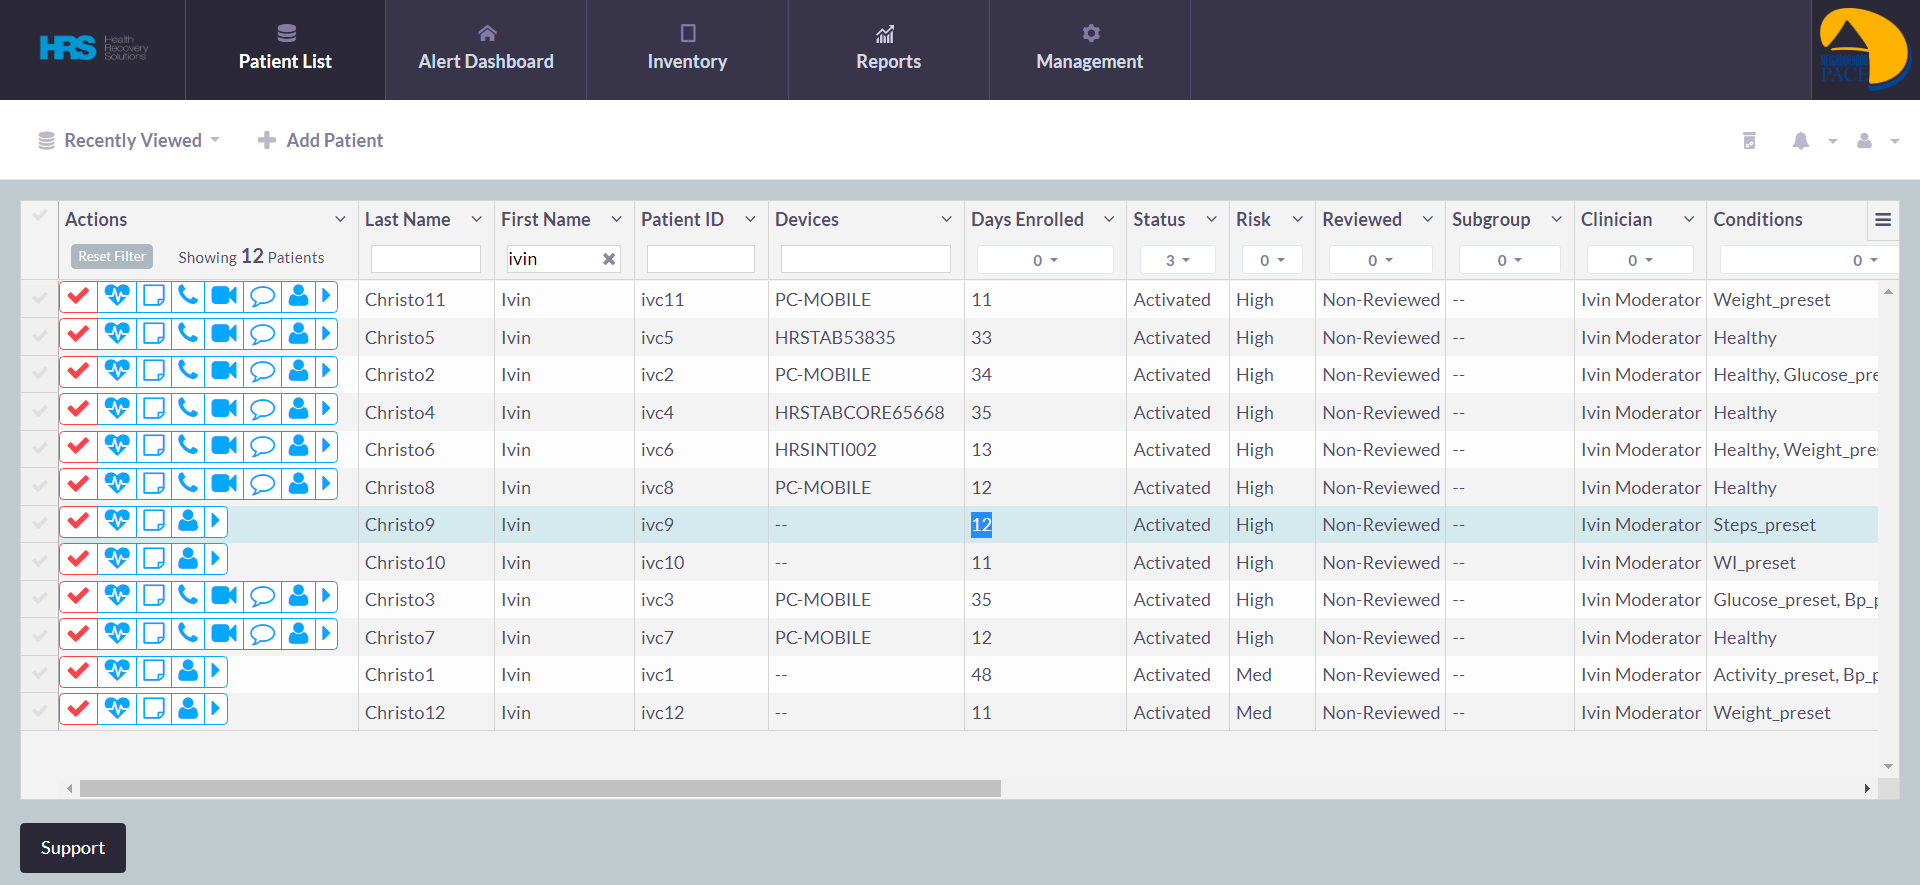 HRS Health Recovery Solutions
Patient List
Alert Dashboard
Inventory
Reports
Management
PACE
Recently Viewed
Add Patient
Actions Last Name First Name Patient ID Devices Days Enrolled Status Risk Reviewed Subgroup Clinician Conditions
Reset Filter Showing 12 Patients ivin 0 3 0 0 0 0 0
Christo11 Ivin ivc11 PC-MOBILE 11 Activated High Non-Reviewed -- Ivin Moderator Weight_preset
Christo5 Ivin ivc5 HRSTAB53835 33 Activated High Non-Reviewed -- Ivin Moderator Healthy
Christo2 Ivin ivc2 PC-MOBILE 34 Activated High Non-Reviewed -- Ivin Moderator Healthy, Glucose_pre
Christo4 Ivin ivc4 HRSTABCORE65668 35 Activated High Non-Reviewed -- Ivin Moderator Healthy
Christo6 Ivin ivc6 HRSINTI002 13 Activated High Non-Reviewed -- Ivin Moderator Healthy, Weight_pre
Christo8 Ivin ivc8 PC-MOBILE 12 Activated High Non-Reviewed -- Ivin Moderator Healthy
Christo9 Ivin ivc9 -- 12 Activated High Non-Reviewed -- Ivin Moderator Steps_preset
Christo10 Ivin ivc10 -- 11 Activated High Non-Reviewed -- Ivin Moderator WI_preset
Christo3 Ivin ivc3 PC-MOBILE 35 Activated High Non-Reviewed -- Ivin Moderator Glucose_preset, Bp_p
Christo7 Ivin ivc7 PC-MOBILE 12 Activated High Non-Reviewed -- Ivin Moderator Healthy
Christo1 Ivin ivc1 -- 48 Activated Med Non-Reviewed -- Ivin Moderator Activity_preset, Bp_p
Christo12 Ivin ivc12 -- 11 Activated Med Non-Reviewed -- Ivin Moderator Weight_preset
Support